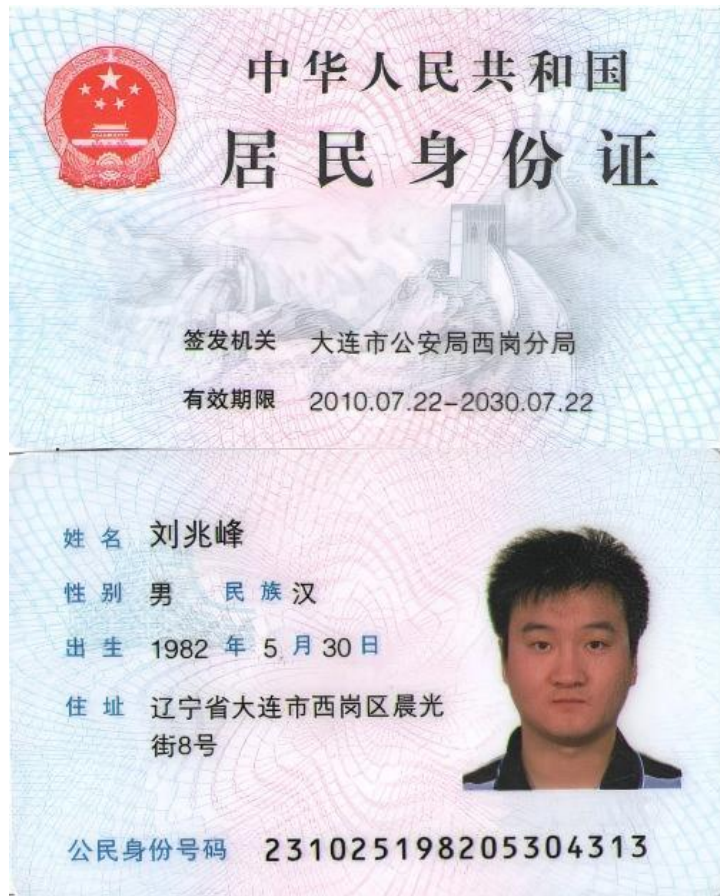 中华人民共和国
居民身份证
签发机关 大连市公安局西岗分局
有效期限 2010.07.22-2030.07.22
姓名 刘兆峰
性别 男 民族 汉
出生 1982 年 5 月 30 日
住址 辽宁省大连市西岗区晨光
街8号
公民身份号码 231025198205304313